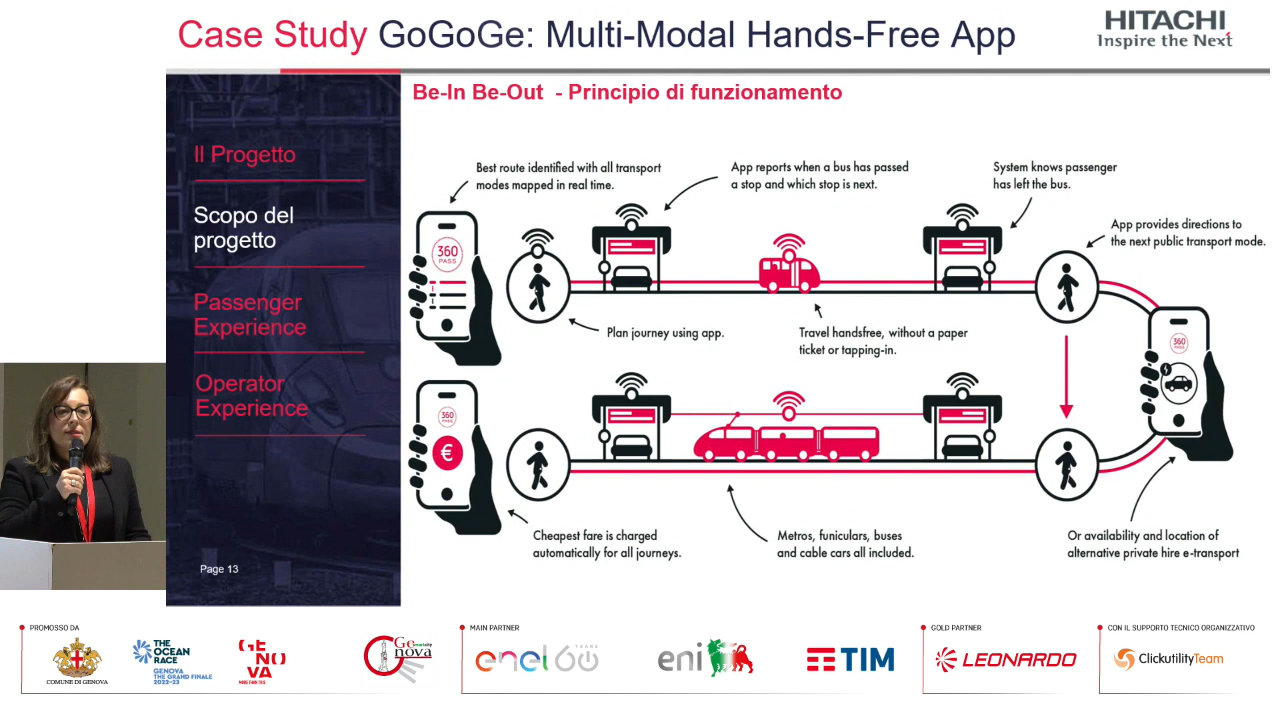 Case Study GoGoGe: Multi-Modal Hands-Free App
HITACHI
Inspire the Next
Be-In Be-Out - Principio di funzionamento
Il Progetto
Scopo del
progetto
Passenger
Experience
Operator
Experience
Page 13
Best route identified with all transport
modes mapped in real time.
App reports when a bus has passed
a stop and which stop is next.
System knows passenger
has left the bus.
App provides directions to
the next public transport mode.
360
PASS
Plan journey using app.
Travel handsfree, without a paper
ticket or tapping-in.
360
PASS
360
PASS
€
Cheapest fare is charged
automatically for all journeys.
Metros, funiculars, buses
and cable cars all included.
Or availability and location of
alternative private hire e-transport
PROMOSSO DA
COMUNE DI GENOVA
THE
OCEAN
RACE
GENOVA
THE GRAND FINALE
2022-23
GE
NO
VA
Genova
MAIN PARTNER
enel 60
YEARS
eni
TIM
GOLD PARTNER
LEONARDO
CON IL SUPPORTO TECNICO ORGANIZZATIVO
ClickutilityTeam